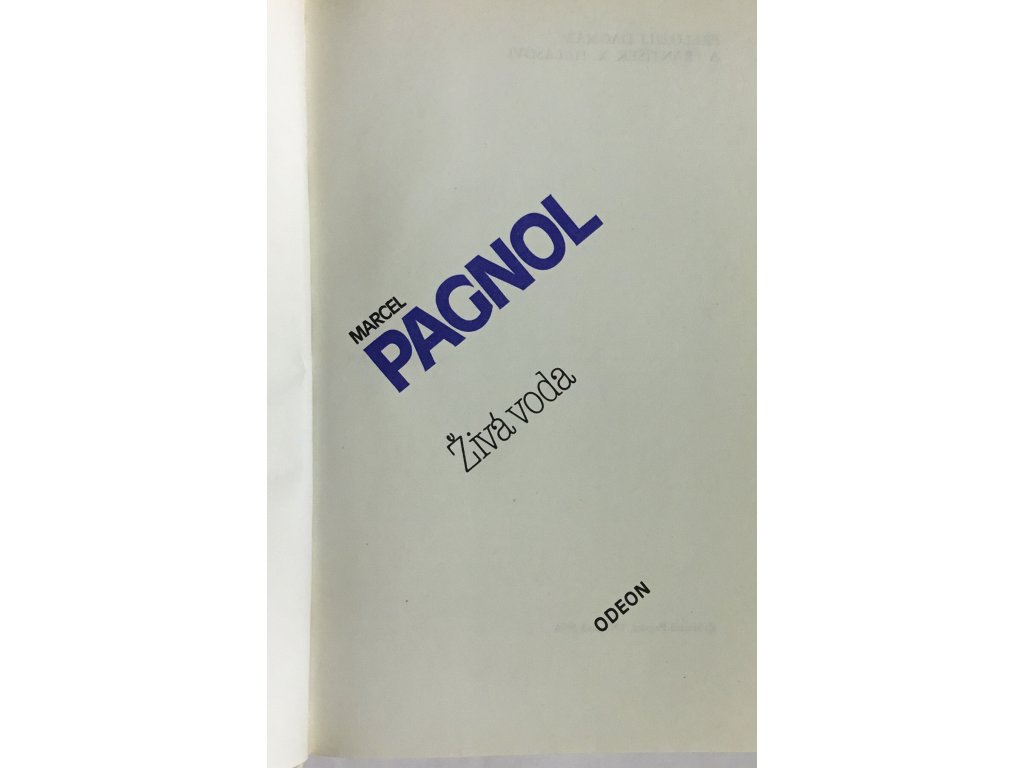 MARCEL
PAGNOL
Živá voda
ODEON